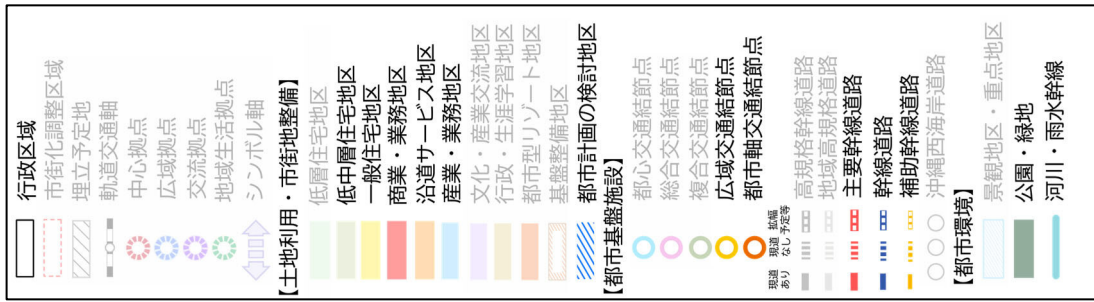 行政区域
市街化調整区域
埋立予定地
軌道交通軸
中心拠点
広域拠点
交流拠点
地域生活拠点
シンボル軸
【土地利用・市街地整備】
低層住宅地区
低中層住宅地区
一般住宅地区
商業・業務地区
沿道サービス地区
産業・業務地区
文化・産業交流地区
行政・生涯学習地区
都市型リゾート地区
基盤整備地区
都市計画の検討地区
【都市基盤施設】
都心交通結節点
総合交通結節点
複合交通結節点
広域交通結節点
都市軸交通結節点
現道あり
現道なし
拡幅予定等
高規格幹線道路
地域高規格道路
主要幹線道路
幹線道路
補助幹線道路
沖縄西海岸道路
【都市環境】
景観地区・重点地区
公園・緑地
河川・雨水幹線